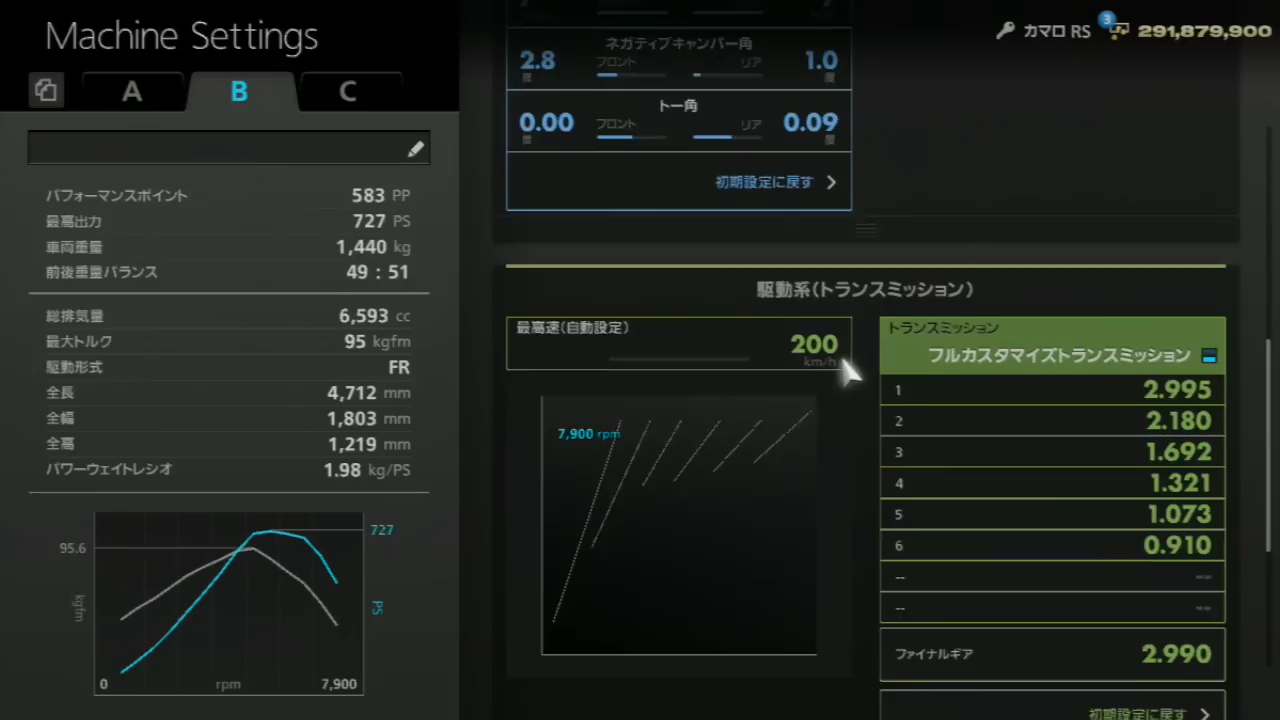 Machine Settings
A
B
C
カマロ RS
3
291,879,900
パフォーマンスポイント 583 PP
最高出力 727 PS
車両重量 1,440 kg
前後重量バランス 49 : 51
総排気量 6,593 cc
最大トルク 95 kgfm
駆動形式 FR
全長 4,712 mm
全幅 1,803 mm
全高 1,219 mm
パワーウェイトレシオ 1.98 kg/PS
727
95.6
kgfm
PS
0 rpm 7,900
ネガティブキャンバー角
2.8 度 フロント リア 1.0 度
トー角
0.00 度 フロント リア 0.09 度
初期設定に戻す
駆動系(トランスミッション)
最高速(自動設定)
200
km/h
7,900 rpm
トランスミッション
フルカスタマイズトランスミッション
1 2.995
2 2.180
3 1.692
4 1.321
5 1.073
6 0.910
-- --
-- --
ファイナルギア 2.990
初期設定に戻す